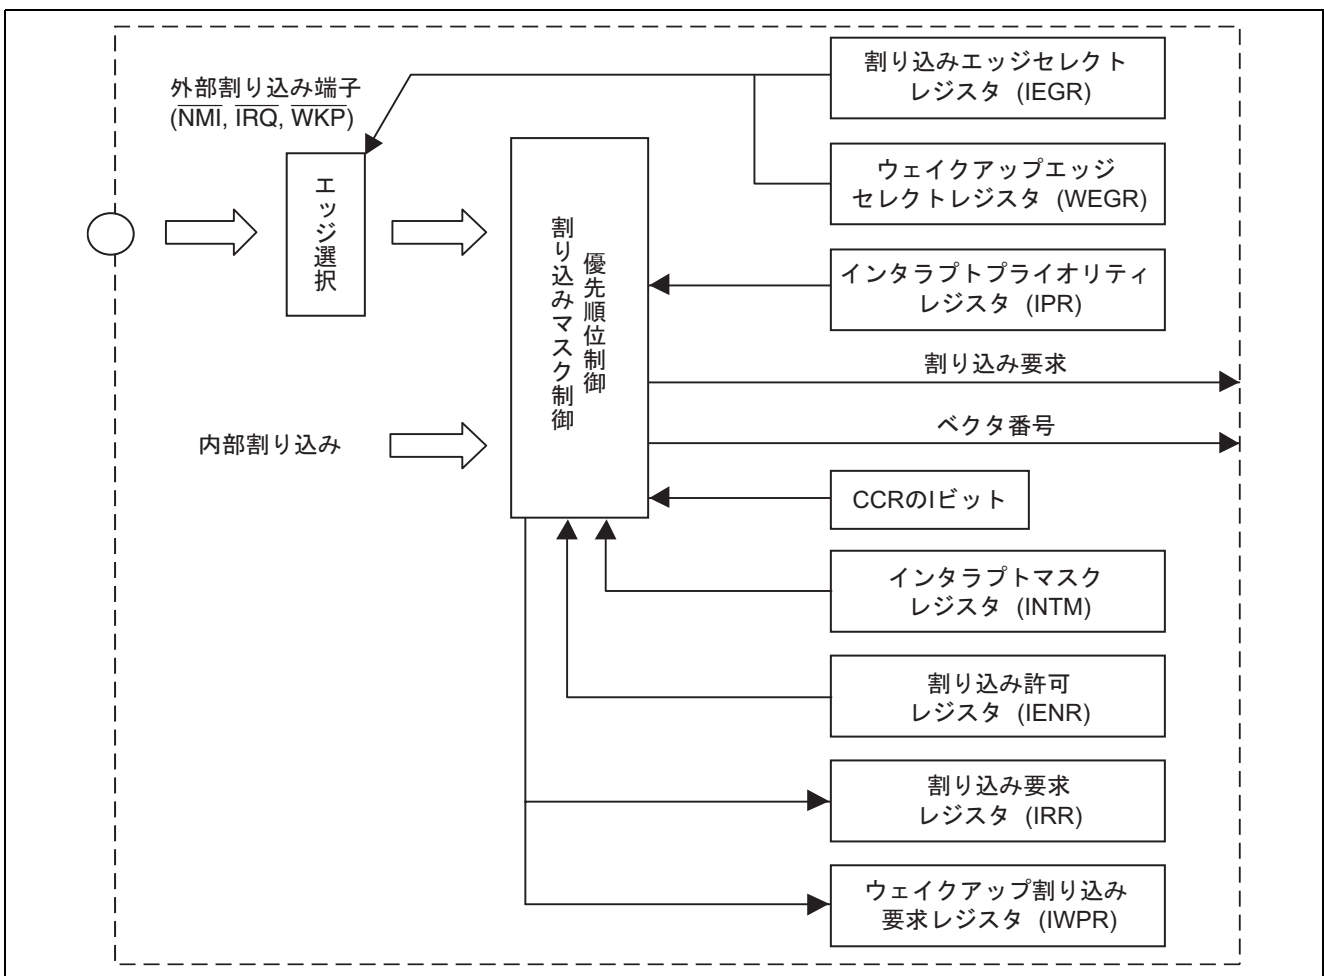 割り込みエッジセレクト
レジスタ (IEGR)
外部割り込み端子
(NMI, IRQ, WKP)
エッジ選択
ウェイクアップエッジ
セレクトレジスタ (WEGR)
優先順位制御
割り込みマスク制御
インタラプトプライオリティ
レジスタ (IPR)
割り込み要求
ベクタ番号
内部割り込み
CCRのIビット
インタラプトマスク
レジスタ (INTM)
割り込み許可
レジスタ (IENR)
割り込み要求
レジスタ (IRR)
ウェイクアップ割り込み
要求レジスタ (IWPR)